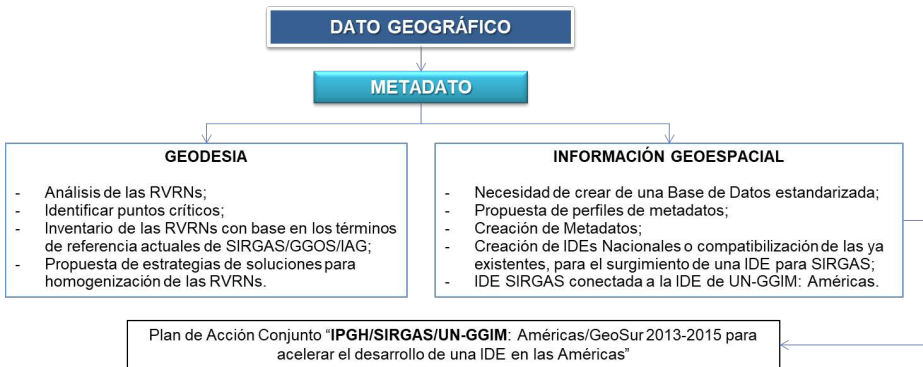 DATO GEOGRÁFICO
METADATO
GEODESIA
- Análisis de las RVRNs;
- Identificar puntos críticos;
- Inventario de las RVRNs con base en los términos
de referencia actuales de SIRGAS/GGOS/IAG;
- Propuesta de estrategias de soluciones para
homogenización de las RVRNs.
INFORMACIÓN GEOESPACIAL
- Necesidad de crear de una Base de Datos estandarizada;
- Propuesta de perfiles de metadatos;
- Creación de Metadatos;
- Creación de IDEs Nacionales o compatibilización de las ya
existentes, para el surgimiento de una IDE para SIRGAS;
- IDE SIRGAS conectada a la IDE de UN-GGIM: Américas.
Plan de Acción Conjunto “IPGH/SIRGAS/UN-GGIM: Américas/GeoSur 2013-2015 para
acelerar el desarrollo de una IDE en las Américas”